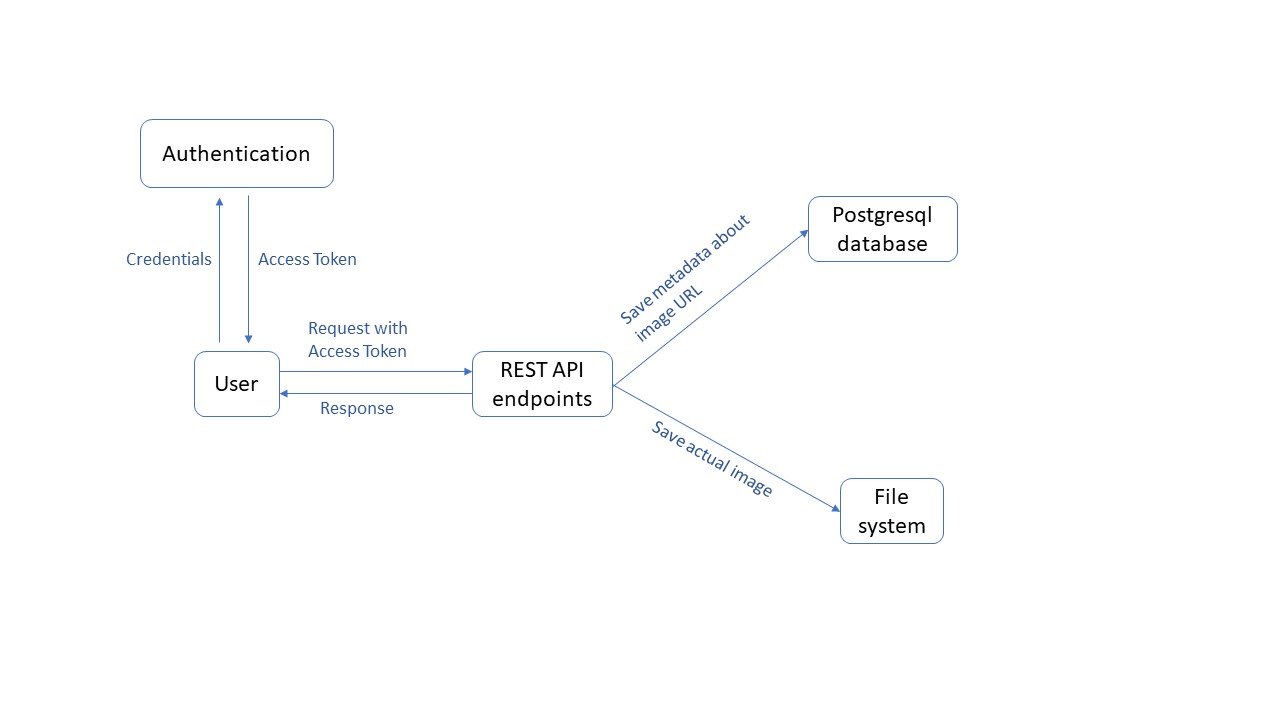 Authentication
Credentials
Access Token
Request with
Access Token
User
Response
REST API
endpoints
Save metadata about
image URL
Postgresql
database
Save actual image
File
system